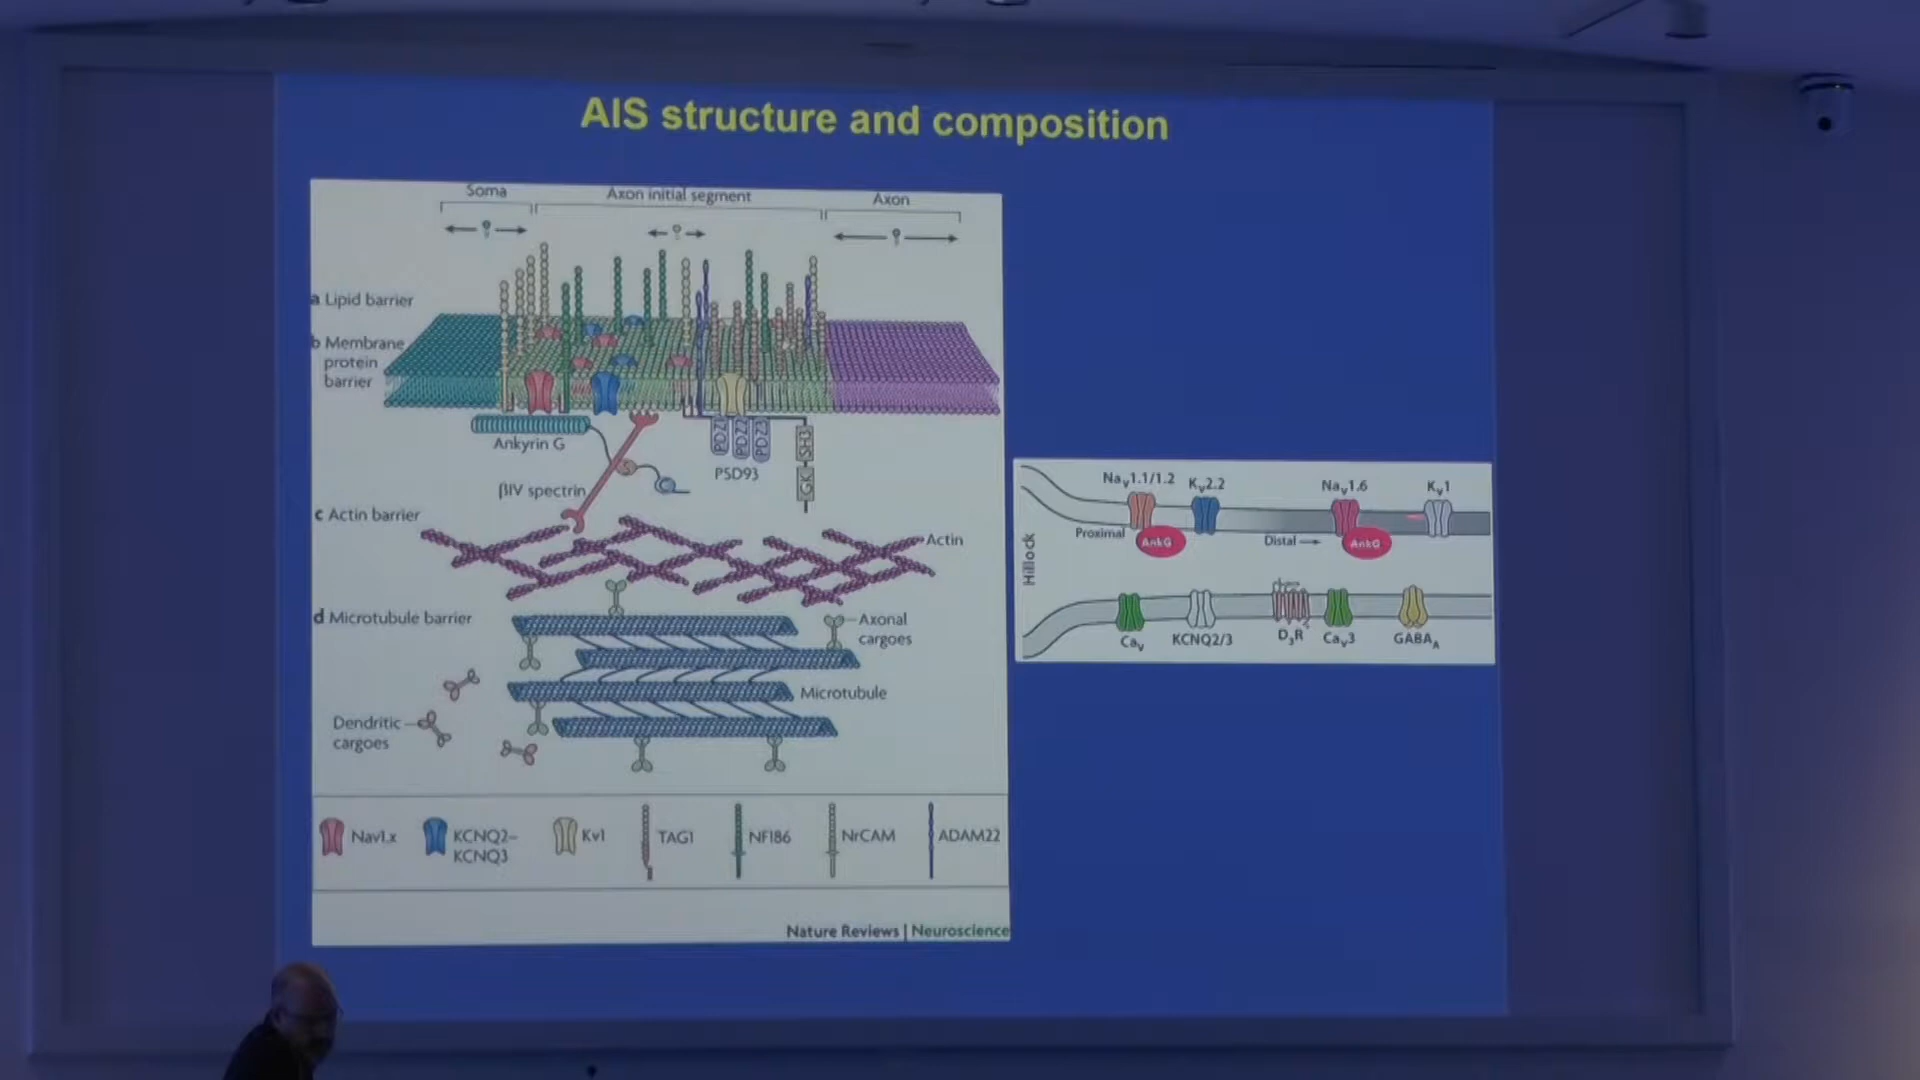 AIS structure and composition
Soma
Axon initial segment
Axon
a Lipid barrier
b Membrane
protein
barrier
Ankyrin G
PDZ1
PDZ2
PDZ3
SH3
GK
PSD93
βIV spectrin
c Actin barrier
Actin
d Microtubule barrier
Axonal
cargoes
Microtubule
Dendritic
cargoes
Nav1.x
KCNQ2–
KCNQ3
Kv1
TAG1
NF186
NrCAM
ADAM22
Nature Reviews | Neuroscience
Hillock
Nav1.1/1.2
Kv2.2
Nav1.6
Kv1
Proximal
AnkG
Distal
AnkG
Cav
KCNQ2/3
D3R
Cav3
GABAA